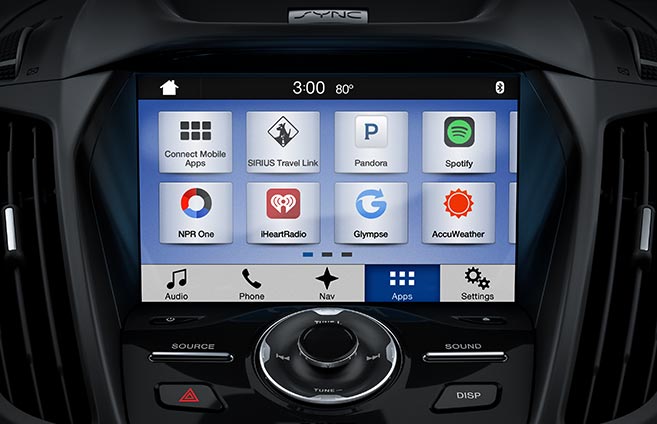 SYNC
3:00 80°
Connect Mobile
Apps
SIRIUS Travel Link
P
Pandora
Spotify
NPR One
iHeartRadio
Glympse
AccuWeather
Audio
Phone
Nav
Apps
Settings
TUNE
SOURCE
SOUND
TUNE
DISP